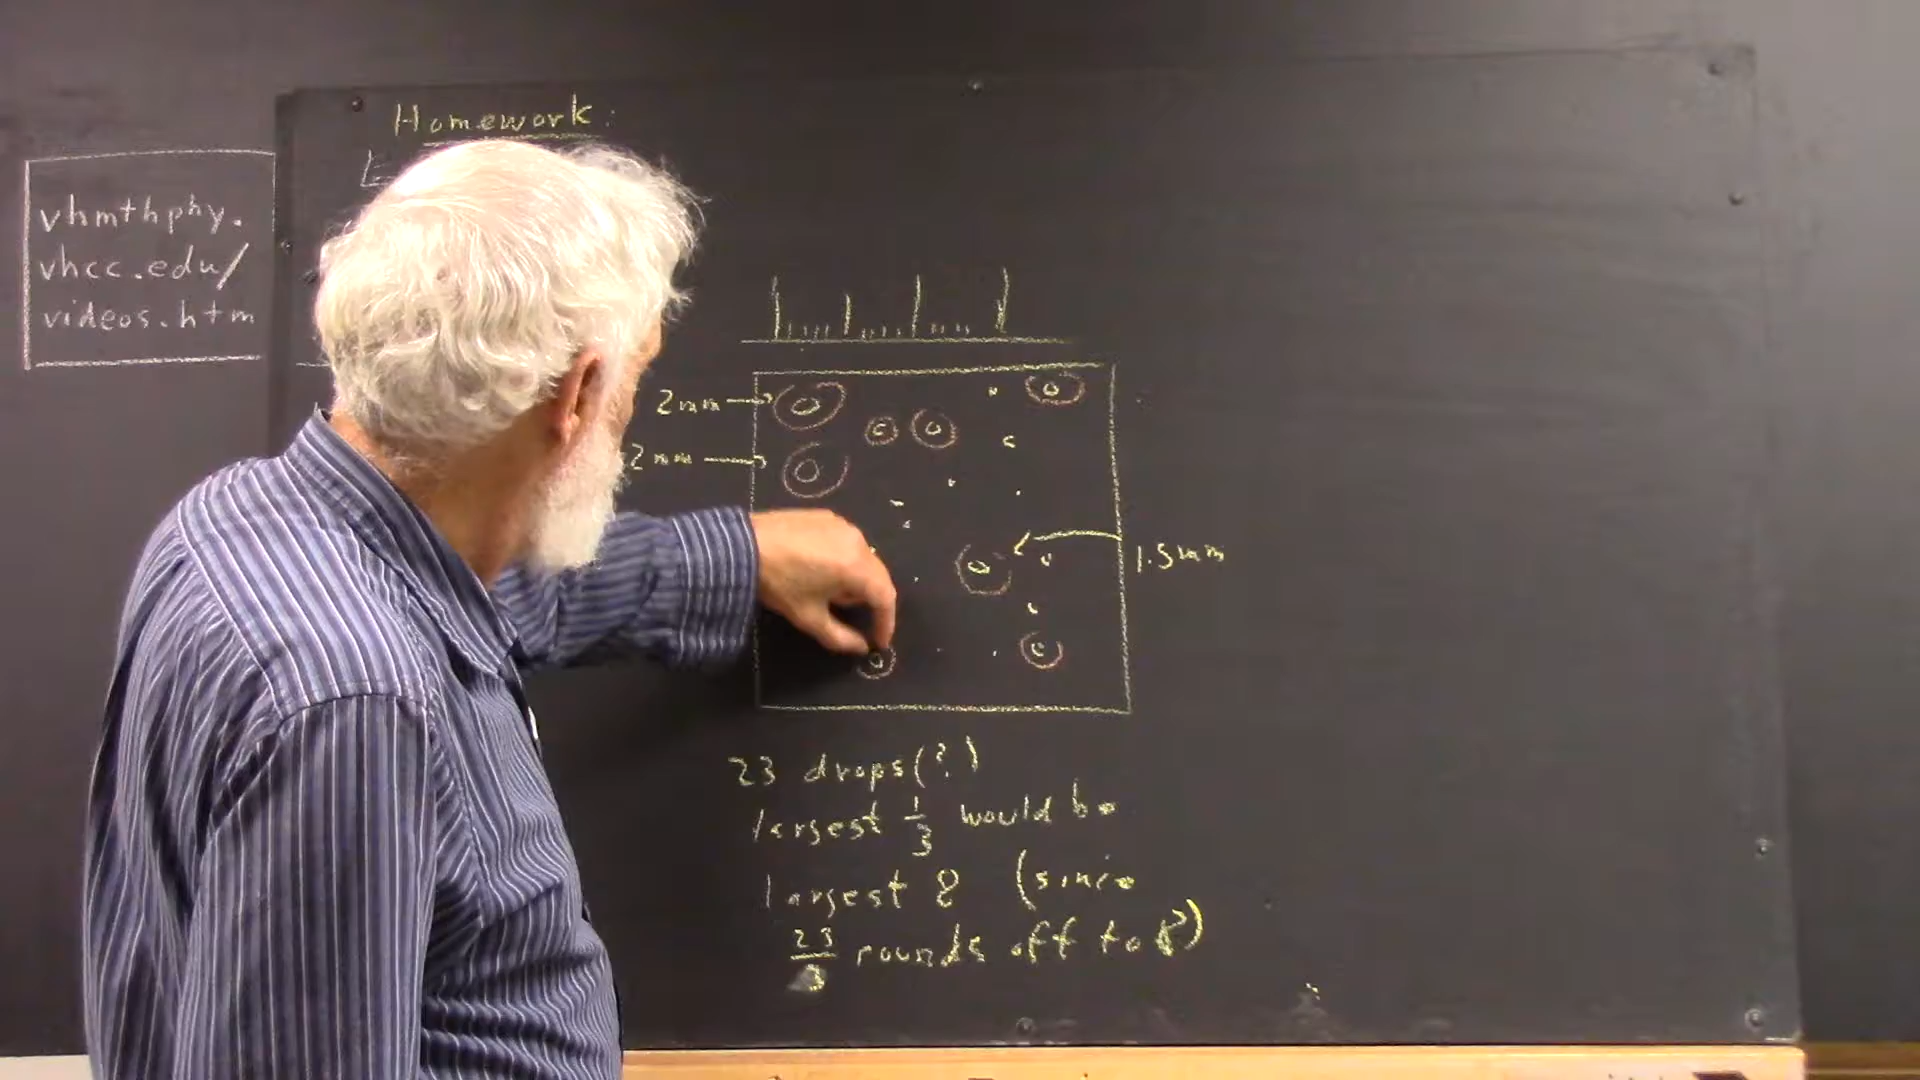 Homework:
vhmthphy.
vhcc.edu/
videos.htm
2mm
2mm
1.5mm
23 drops(?)
largest 1/3 would be
largest 8 (since
23/3 rounds off to 8)